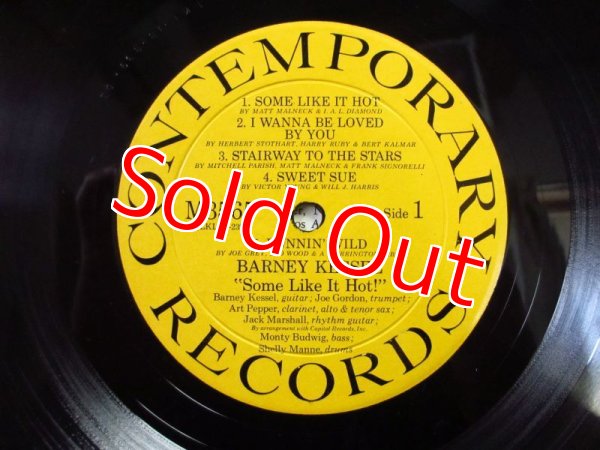 CONTEMPORARY RECORDS
1. SOME LIKE IT HOT
BY MATT MALNECK & I. A. L. DIAMOND
2. I WANNA BE LOVED
BY YOU
BY HERBERT STOTHART, HARRY RUBY & BERT KALMAR
3. STAIRWAY TO THE STARS
BY MITCHELL PARISH, MATT MALNECK & FRANK SIGNORELLI
4. SWEET SUE
BY VICTOR & WILL J. HARRIS
Side 1
Sold Out
WILD
BY JOE WOOD &
BARNEY
"Some Like It Hot!"
Barney Kessel, guitar; Joe Gordon, trumpet;
Art Pepper, clarinet, alto & tenor sax;
Jack Marshall, rhythm guitar;
By arrangement with Capitol Records, Inc.
Monty Budwig, bass;
Shelly Manne, drums